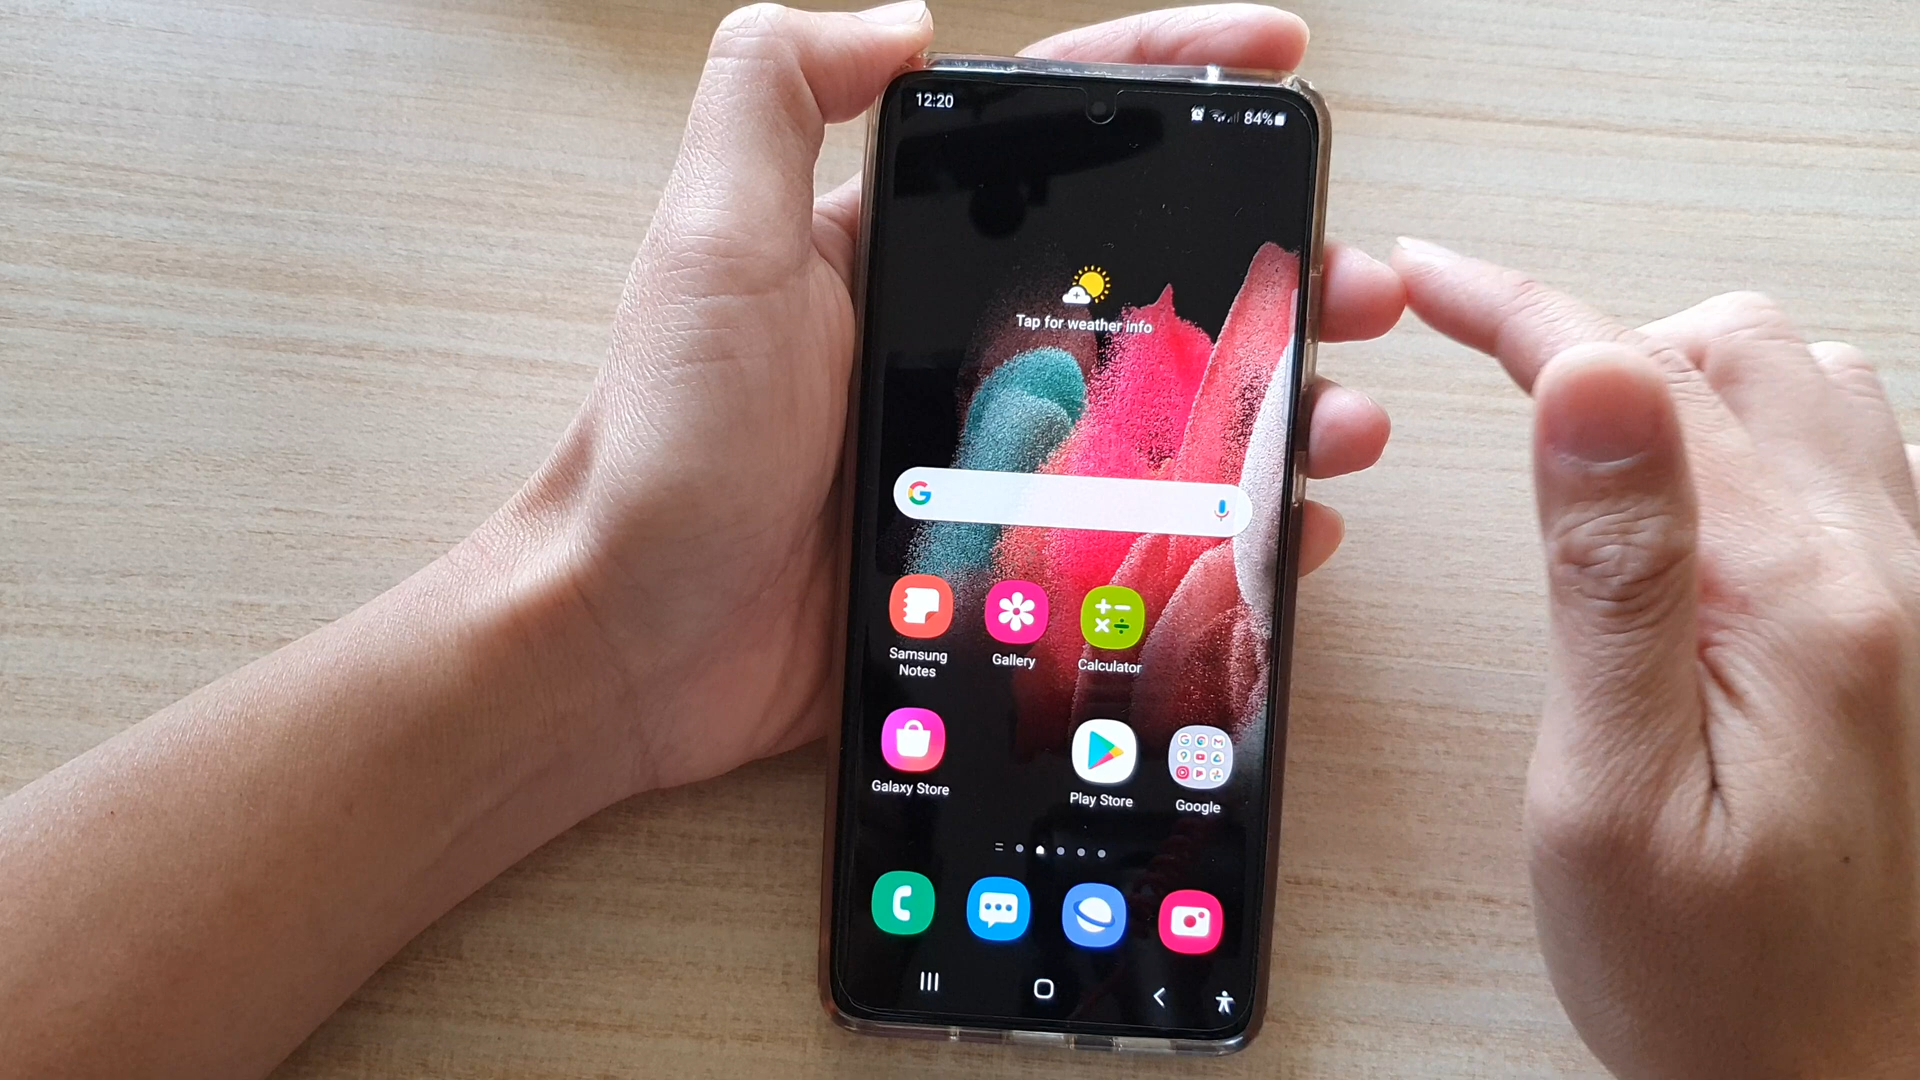 12:20
84%
Tap for weather info
G
Samsung
Notes
Gallery
Calculator
Galaxy Store
Play Store
Google